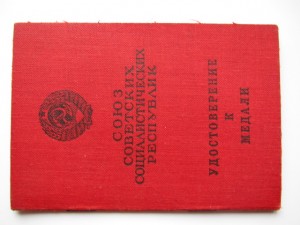 СОЮЗ
СОВЕТСКИХ
СОЦИАЛИСТИЧЕСКИХ
РЕСПУБЛИК
УДОСТОВЕРЕНИЕ
К
МЕДАЛИ